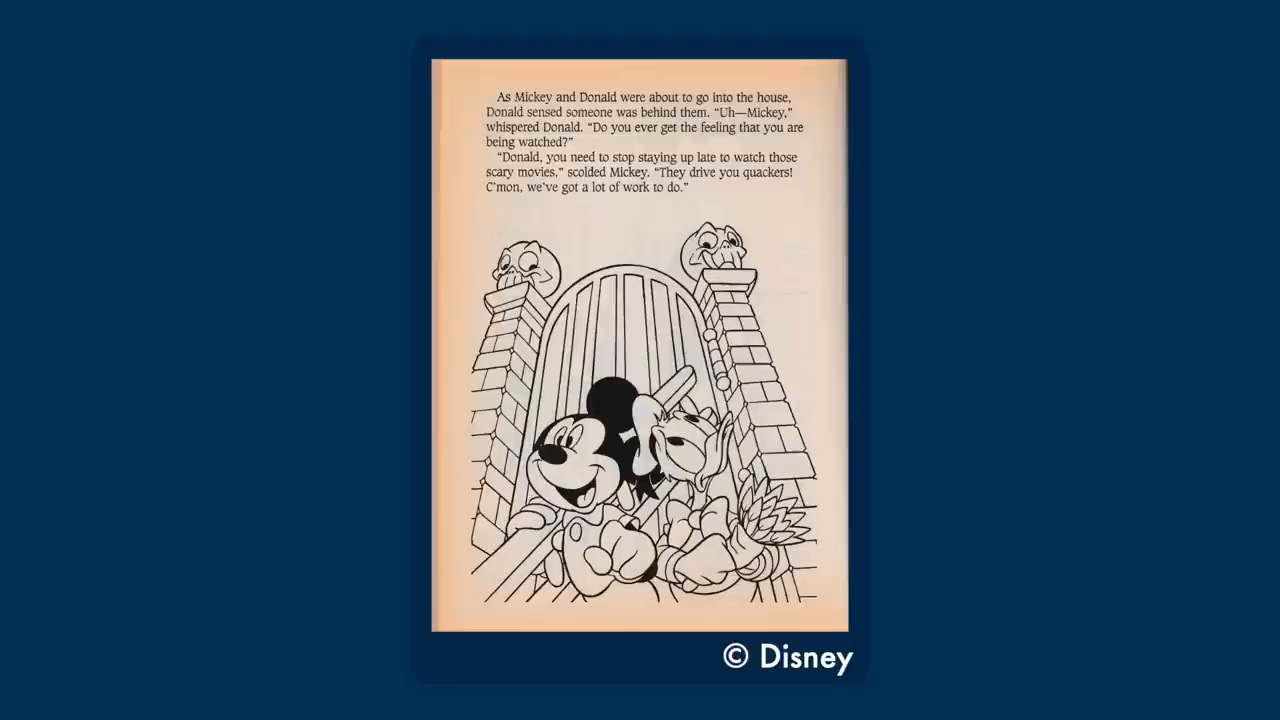 As Mickey and Donald were about to go into the house,
Donald sensed someone was behind them. “Uh—Mickey,”
whispered Donald. “Do you ever get the feeling that you are
being watched?”
“Donald, you need to stop staying up late to watch those
scary movies,” scolded Mickey. “They drive you quackers!
C’mon, we’ve got a lot of work to do.”
© Disney